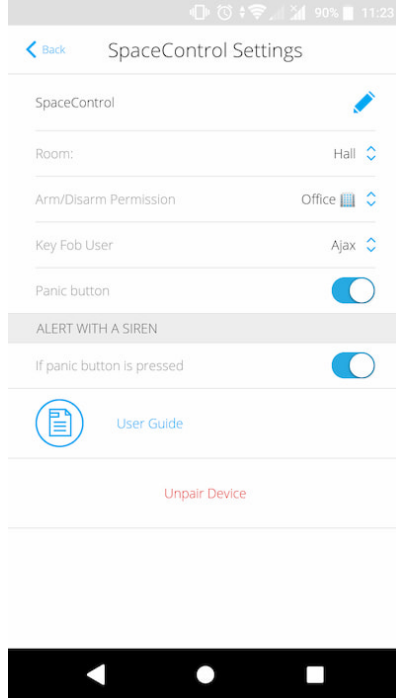 90% 11:23
Back SpaceControl Settings
SpaceControl
Room: Hall
Arm/Disarm Permission Office
Key Fob User Ajax
Panic button
ALERT WITH A SIREN
If panic button is pressed
User Guide
Unpair Device